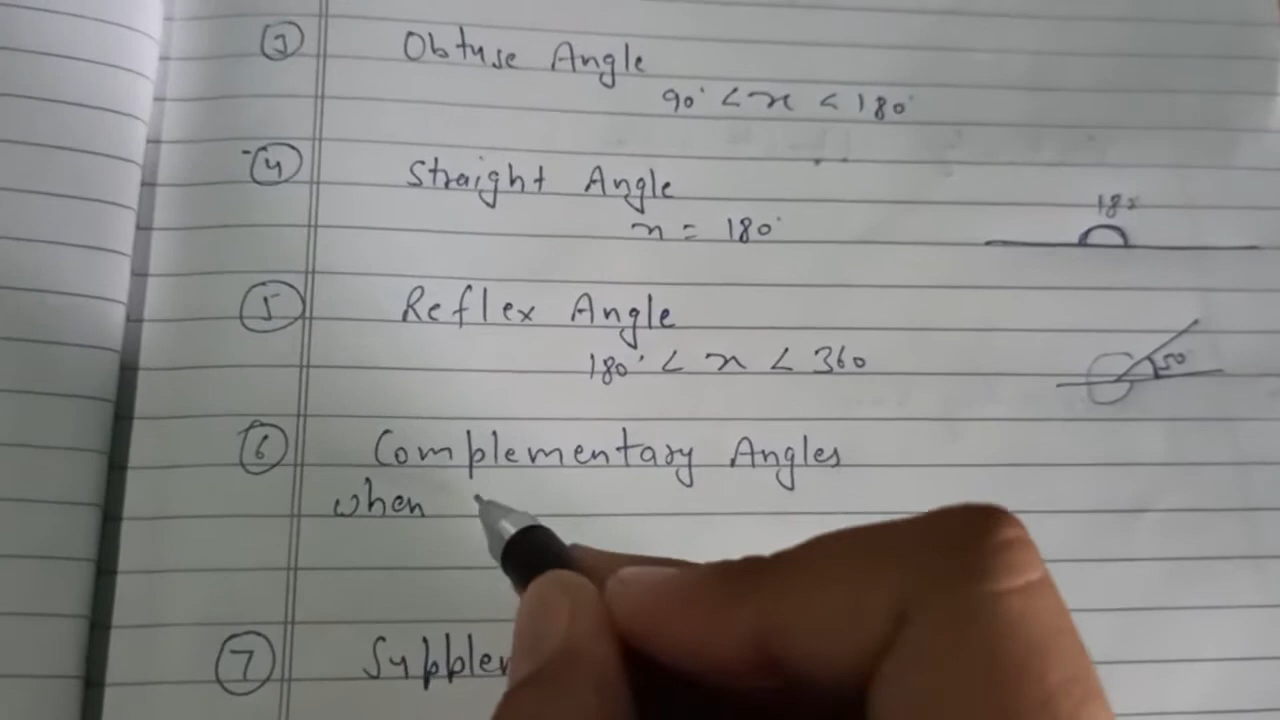 3 Obtuse Angle
90° < x < 180°
4 Straight Angle
x = 180°
180
5 Reflex Angle
180° < x < 360
50
6 Complementary Angles
when
7